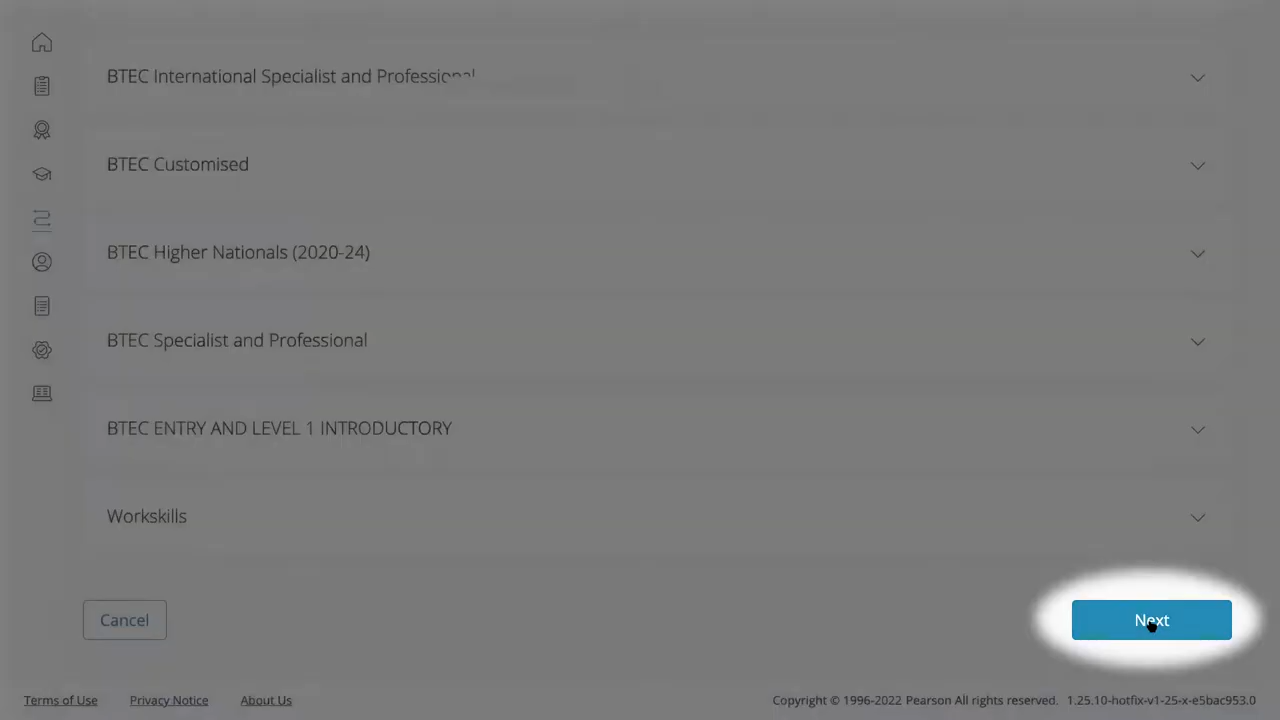 BTEC International Specialist and Professional
BTEC Customised
BTEC Higher Nationals (2020-24)
BTEC Specialist and Professional
BTEC ENTRY AND LEVEL 1 INTRODUCTORY
Workskills
Cancel
Next
Terms of Use Privacy Notice About Us Copyright © 1996-2022 Pearson All rights reserved. 1.25.10-hotfix-v1-25-x-e5bac953.0